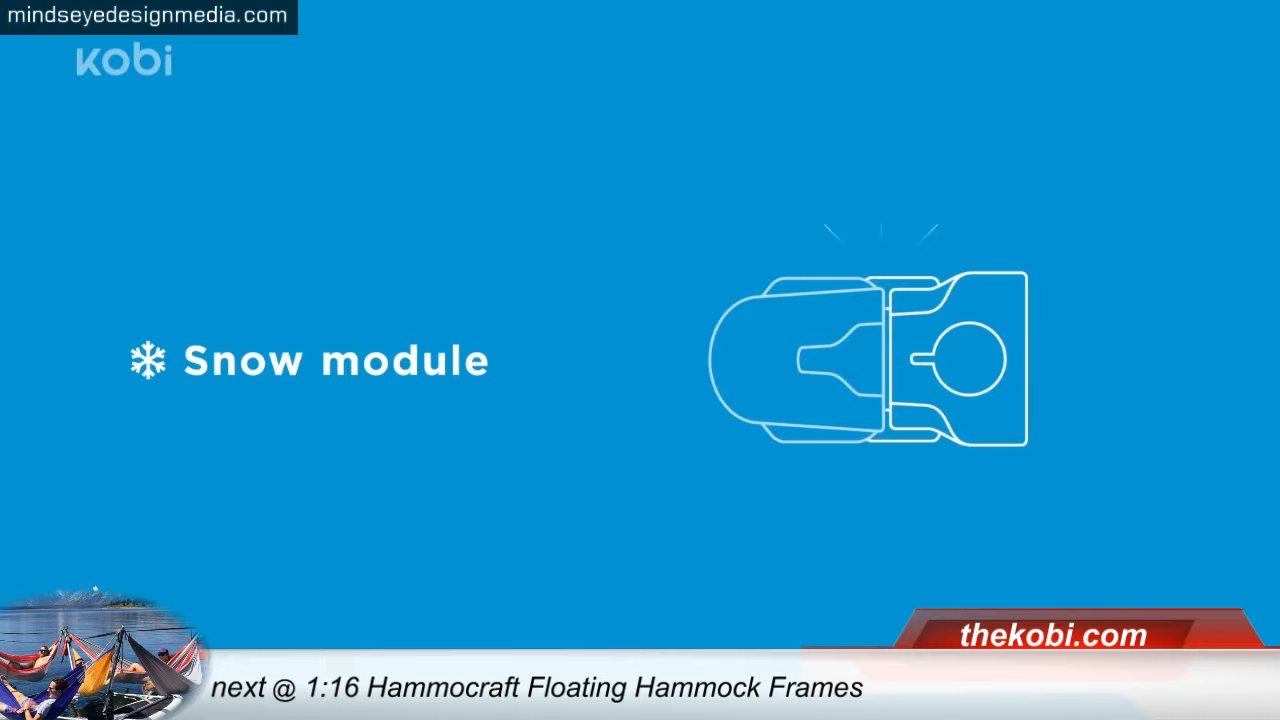 mindseyedesignmedia.com
kobi
Snow module
thekobi.com
next @ 1:16 Hammocraft Floating Hammock Frames